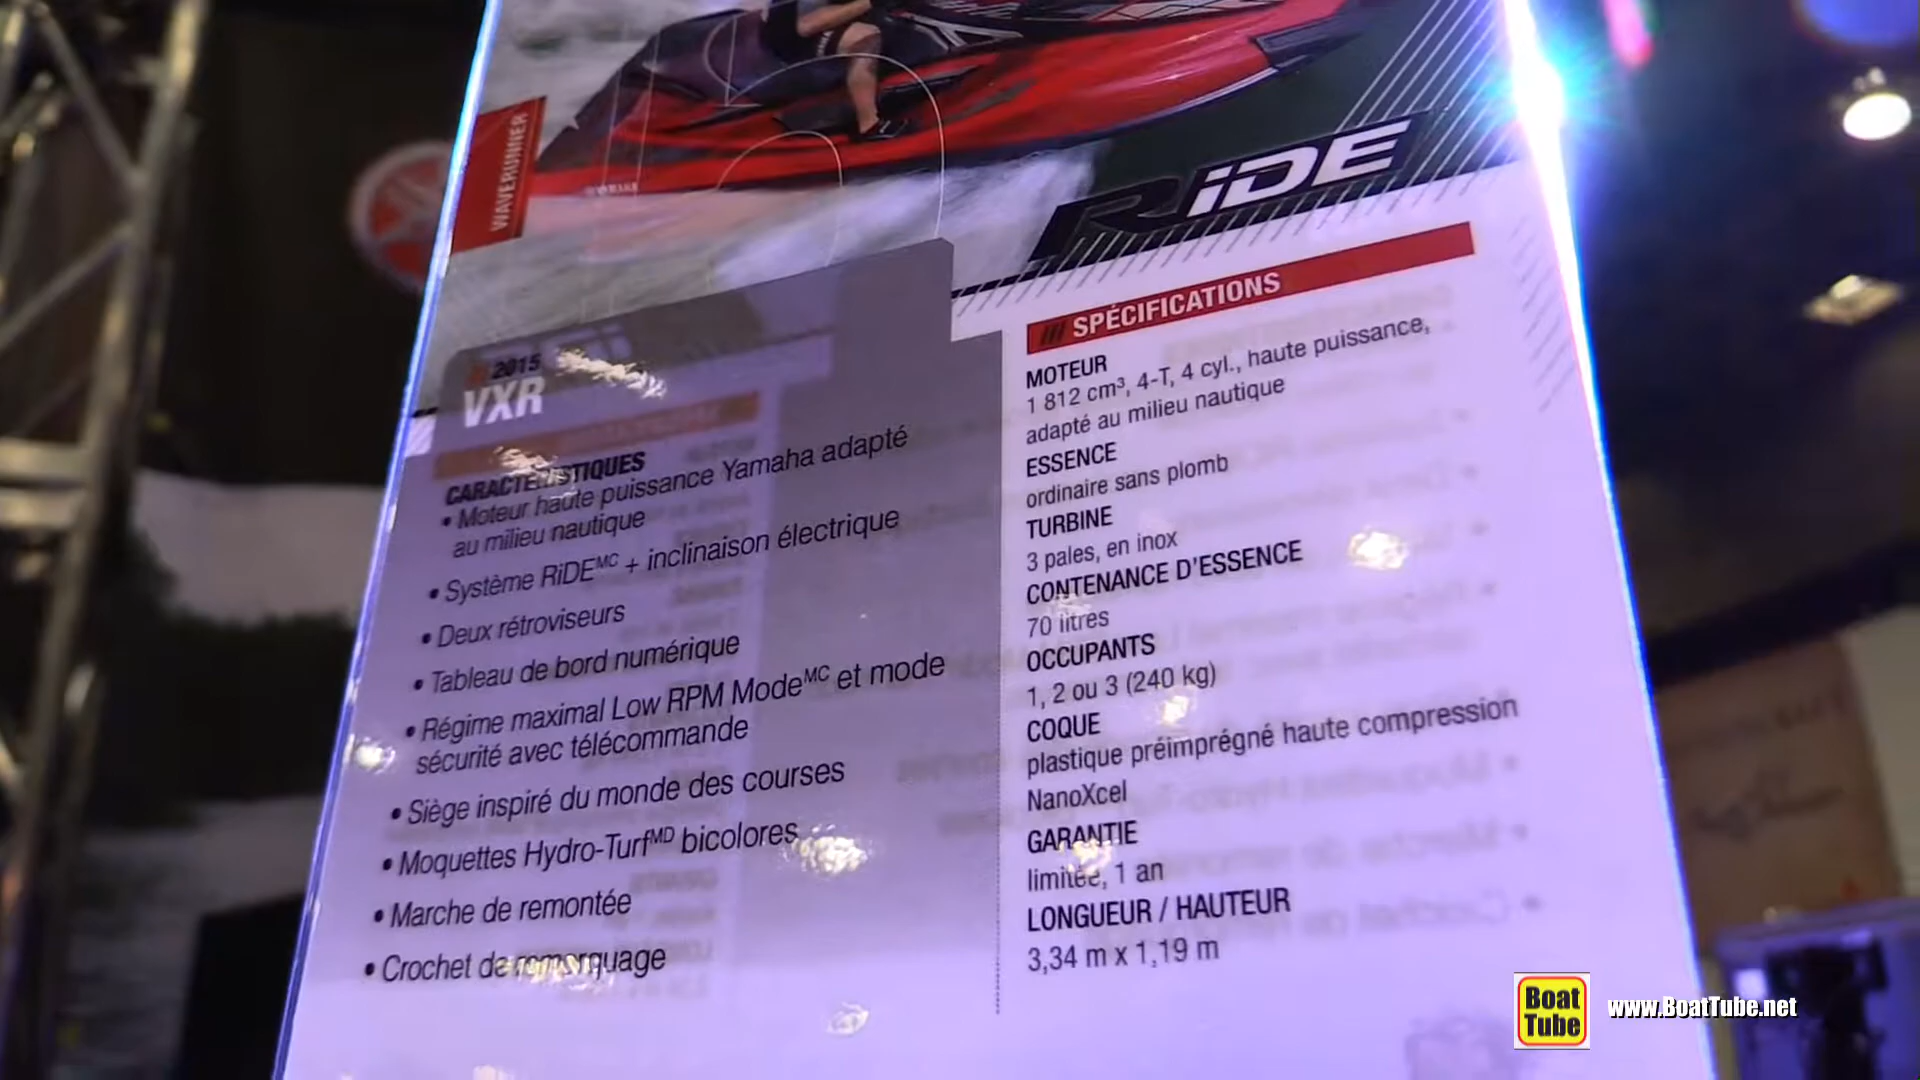 WAVERUNNER
YAMAHA
RiDE
2015
VXR
CARACTÉRISTIQUES
• Moteur haute puissance Yamaha adapté
au milieu nautique
• Système RiDEᴹᶜ + inclinaison électrique
• Deux rétroviseurs
• Tableau de bord numérique
• Régime maximal Low RPM Modeᴹᶜ et mode
sécurité avec télécommande
• Siège inspiré du monde des courses
• Moquettes Hydro-Turfᴹᴰ bicolores
• Marche de remontée
• Crochet de remorquage
/// SPÉCIFICATIONS
MOTEUR
1 812 cm³, 4-T, 4 cyl., haute puissance,
adapté au milieu nautique
ESSENCE
ordinaire sans plomb
TURBINE
3 pales, en inox
CONTENANCE D'ESSENCE
70 litres
OCCUPANTS
1, 2 ou 3 (240 kg)
COQUE
plastique préimprégné haute compression
NanoXcel
GARANTIE
limitée, 1 an
LONGUEUR / HAUTEUR
3,34 m x 1,19 m
Boat
Tube
www.BoatTube.net